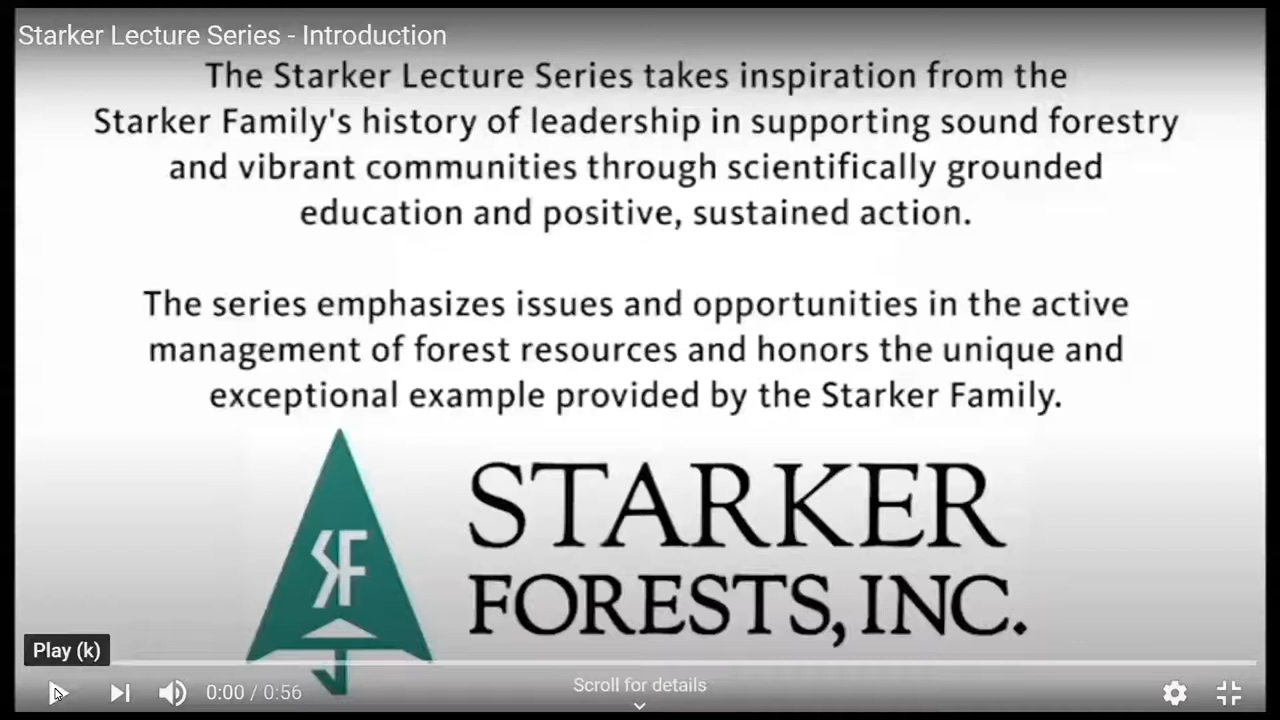 Starker Lecture Series - Introduction
The Starker Lecture Series takes inspiration from the
Starker Family's history of leadership in supporting sound forestry
and vibrant communities through scientifically grounded
education and positive, sustained action.
The series emphasizes issues and opportunities in the active
management of forest resources and honors the unique and
exceptional example provided by the Starker Family.
SF
STARKER
FORESTS, INC.
Play (k)
0:00 / 0:56
Scroll for details